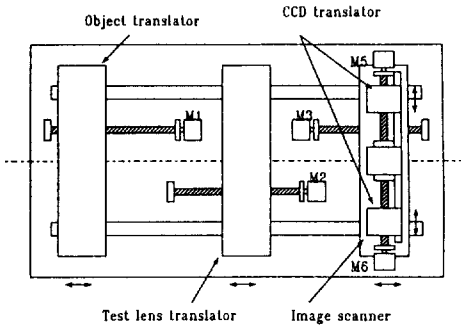 Object translator
CCD translator
M5
M1
M3
M2
M6
Test lens translator
Image scanner